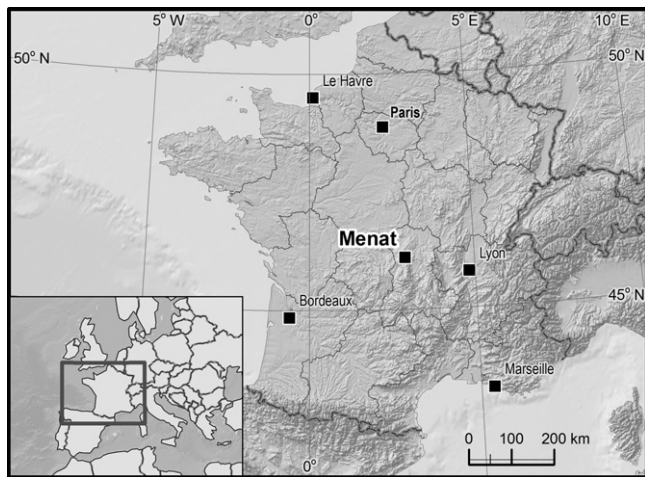 5° W
0°
5° E
10° E
50° N
50° N
Le Havre
Paris
Menat
Lyon
Bordeaux
45° N
Marseille
0 100 200 km
0°
5° E